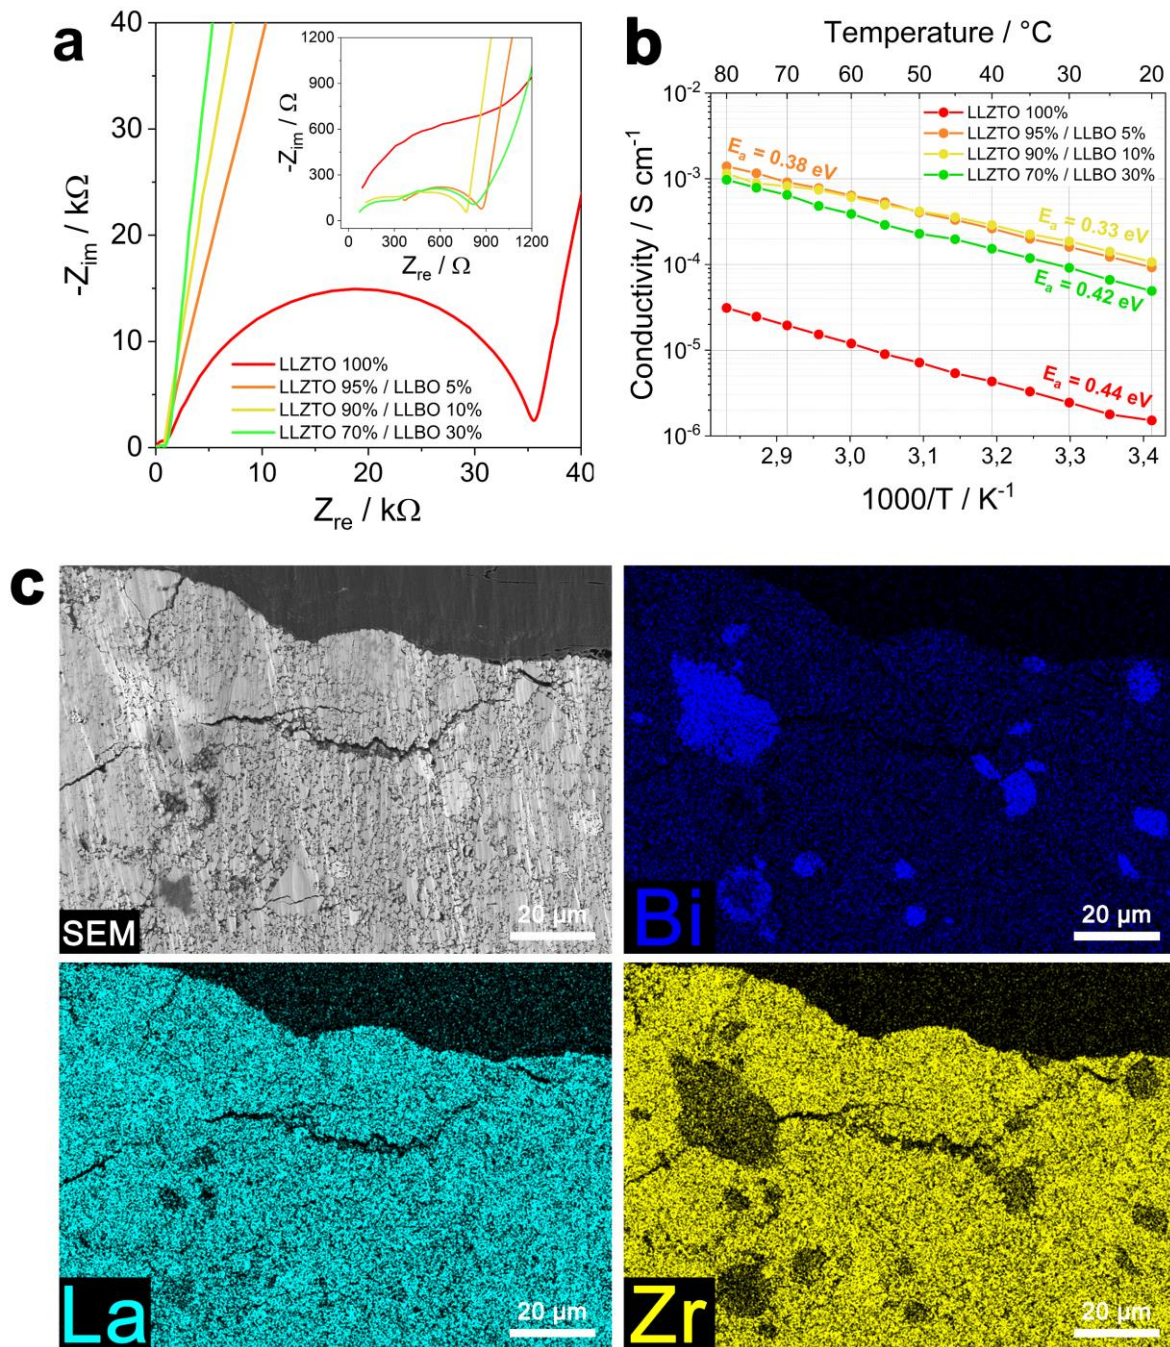 a
40
30
20
10
0
-Z_im / kΩ
0 10 20 30 40
Z_re / kΩ
1200
900
600
300
0
-Z_im / Ω
0 300 600 900 1200
Z_re / Ω
LLZTO 100%
LLZTO 95% / LLBO 5%
LLZTO 90% / LLBO 10%
LLZTO 70% / LLBO 30%
b
Temperature / °C
80 70 60 50 40 30 20
10⁻²
10⁻³
10⁻⁴
10⁻⁵
10⁻⁶
Conductivity / S cm⁻¹
LLZTO 100%
LLZTO 95% / LLBO 5%
LLZTO 90% / LLBO 10%
LLZTO 70% / LLBO 30%
E_a = 0.38 eV
E_a = 0.33 eV
E_a = 0.42 eV
E_a = 0.44 eV
2,9 3,0 3,1 3,2 3,3 3,4
1000/T / K⁻¹
c
SEM
20 µm
Bi
20 µm
La
20 µm
Zr
20 µm